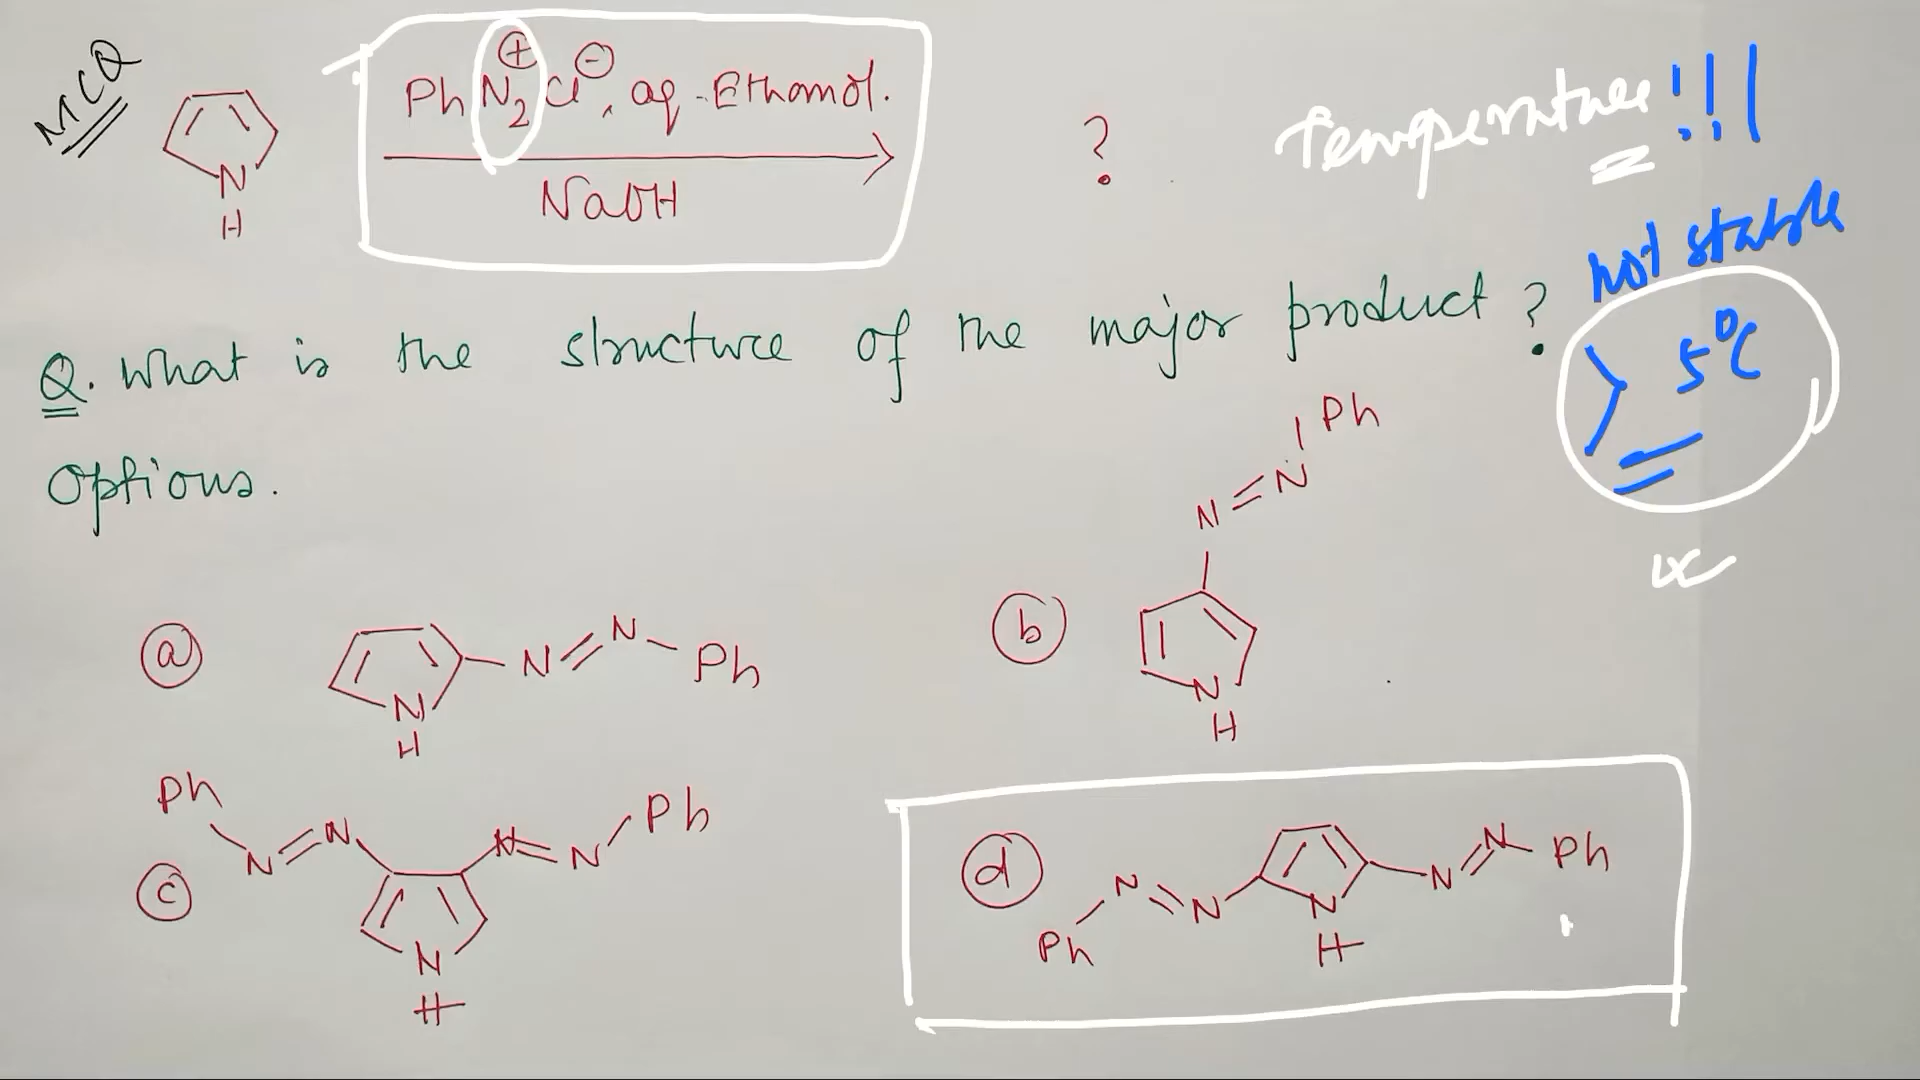 MCQ
PhN₂⁺Cl⁻, aq. Ethanol.
NaOH
?
N
H
Temperature !!!
not stable
> 5°C
Q. What is the structure of the major product ?
Options.
(a)
N=N-Ph
N
H
(b)
Ph
N=N
N
H
(c)
Ph
N=N
N=N
Ph
N
H
(d)
Ph
N=N
N
H
N=N
Ph